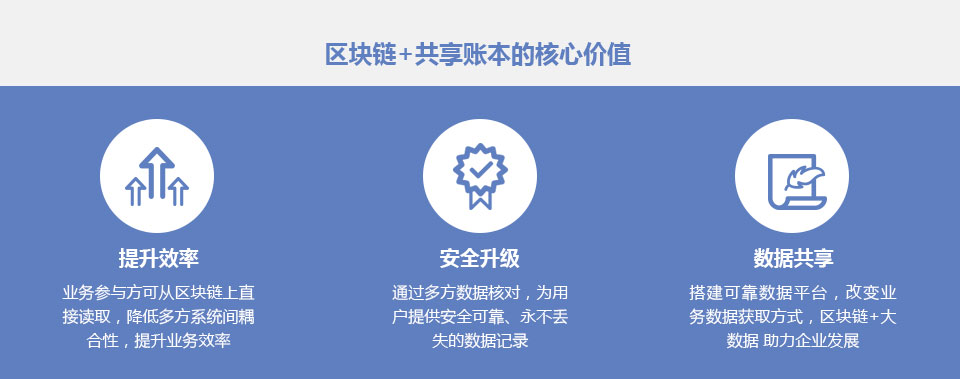 区块链+共享账本的核心价值
提升效率
业务参与方可从区块链上直
接读取，降低多方系统间耦
合性，提升业务效率
安全升级
通过多方数据核对，为用
户提供安全可靠、永不丢
失的数据记录
数据共享
搭建可靠数据平台，改变业
务数据获取方式，区块链+大
数据 助力企业发展